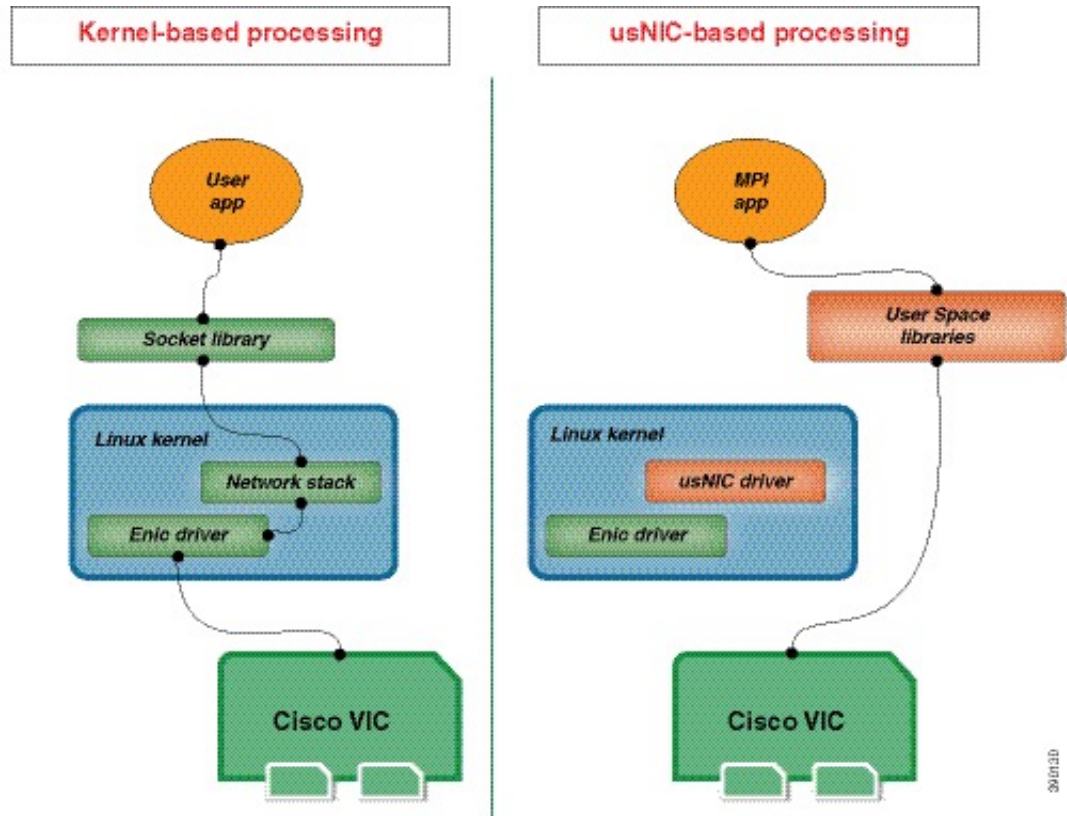 Kernel-based processing
usNIC-based processing
User
app
Socket library
Linux kernel
Network stack
Enic driver
Cisco VIC
MPI
app
User Space
libraries
Linux kernel
usNIC driver
Enic driver
Cisco VIC